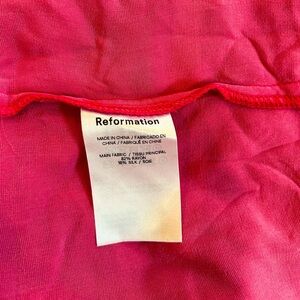 Reformation
MADE IN CHINA / FABRICADO EN
CHINA / FABRIQUÉ EN CHINE
MAIN FABRIC / TISSU PRINCIPAL
82% RAYON
18% SILK / SOIE